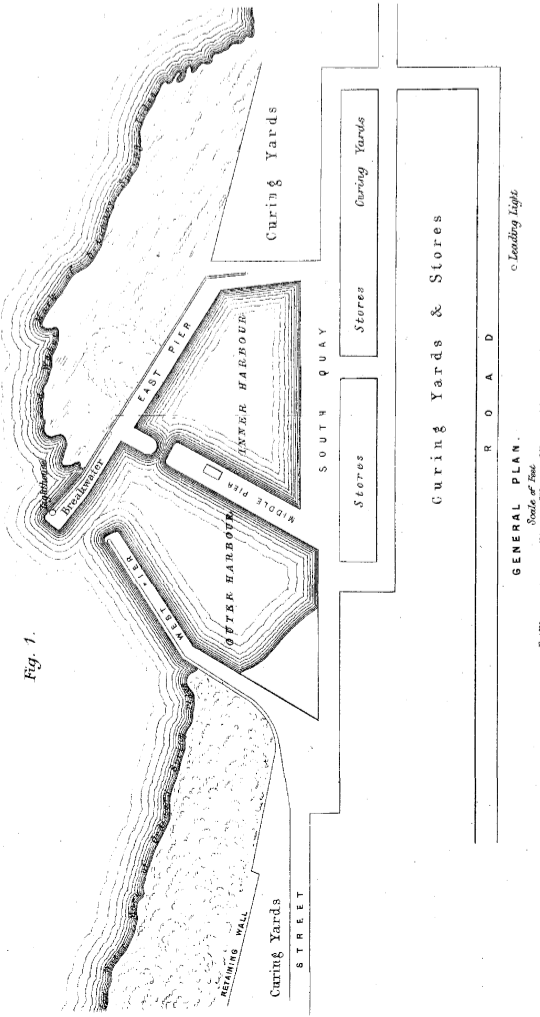 Fig. 1.
Lighthouse
Breakwater
EAST PIER
WEST PIER
MIDDLE PIER
INNER HARBOUR
OUTER HARBOUR
SOUTH QUAY
Curing Yards
Stores
Stores
Curing Yards
Curing Yards & Stores
ROAD
Leading Light
RETAINING WALL
Curing Yards
STREET
GENERAL PLAN.
Scale of Feet